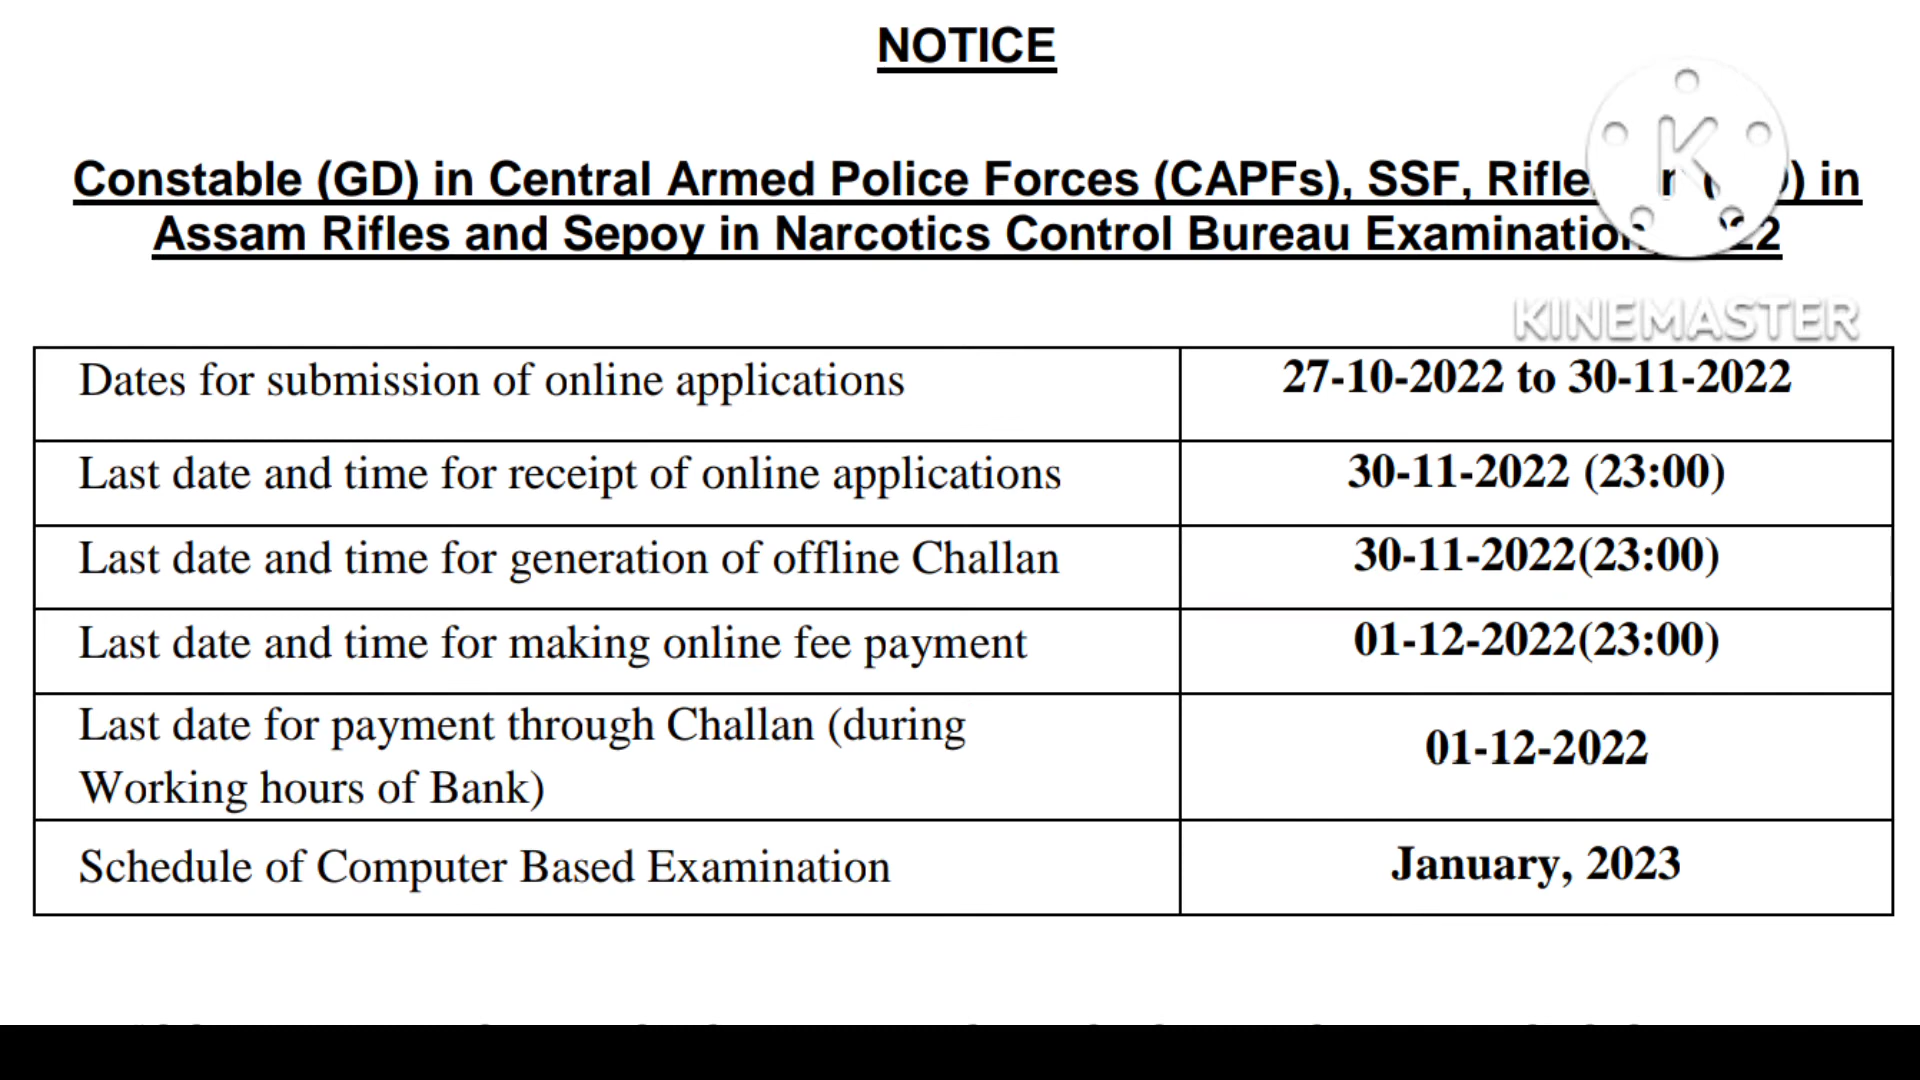 NOTICE
Constable (GD) in Central Armed Police Forces (CAPFs), SSF, in
Assam Rifles and Sepoy in Narcotics Control Bureau Examination
K
KINEMASTER
Dates for submission of online applications 27-10-2022 to 30-11-2022
Last date and time for receipt of online applications 30-11-2022 (23:00)
Last date and time for generation of offline Challan 30-11-2022(23:00)
Last date and time for making online fee payment 01-12-2022(23:00)
Last date for payment through Challan (during
Working hours of Bank) 01-12-2022
Schedule of Computer Based Examination January, 2023